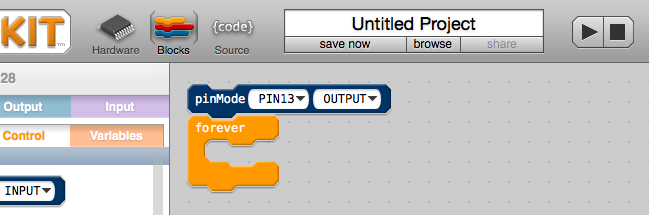 KIT™
Hardware
Blocks
{code}
Source
Untitled Project
save now
browse
share
28
Output
Input
Control
Variables
INPUT
pinMode PIN13 OUTPUT
forever